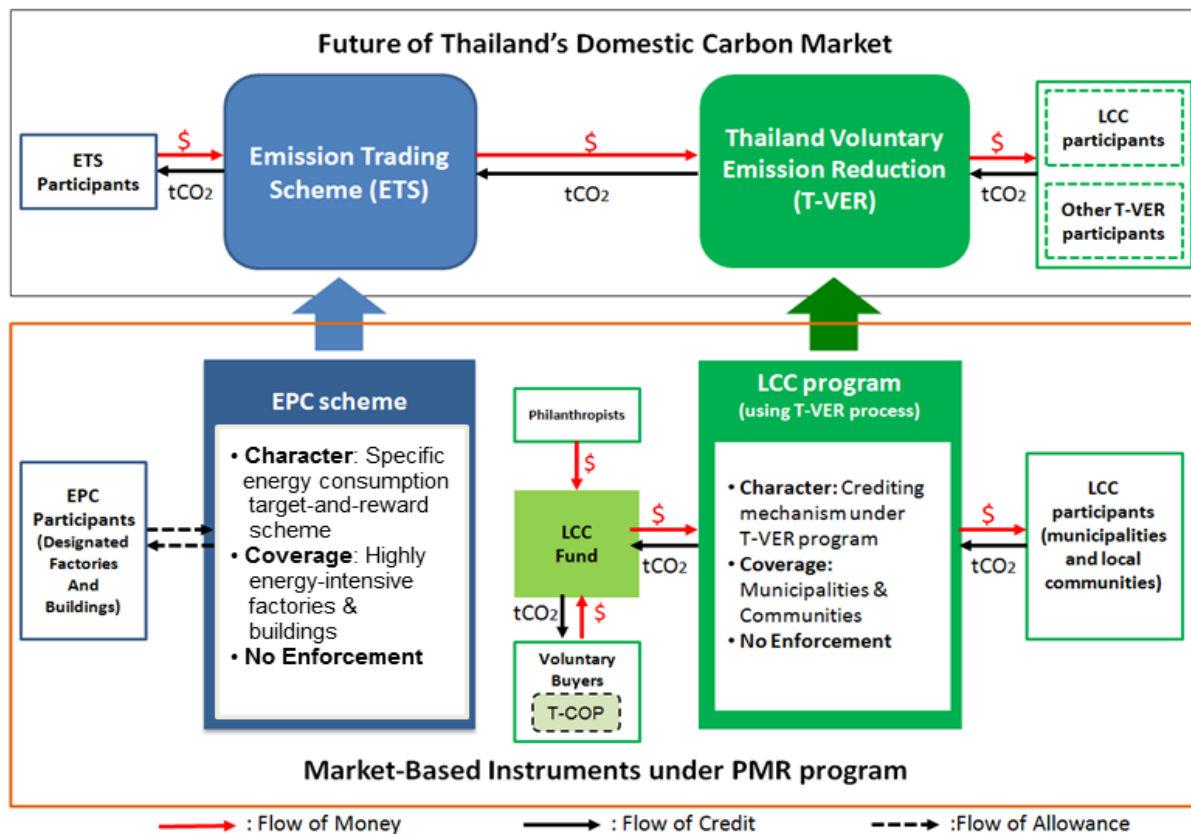 Future of Thailand's Domestic Carbon Market
ETS
Participants
$
tCO2
Emission Trading
Scheme (ETS)
$
tCO2
Thailand Voluntary
Emission Reduction
(T-VER)
$
tCO2
LCC
participants
Other T-VER
participants
EPC
Participants
(Designated
Factories
And
Buildings)
EPC scheme
• Character: Specific
energy consumption
target-and-reward
scheme
• Coverage: Highly
energy-intensive
factories &
buildings
• No Enforcement
Philanthropists
$
LCC
Fund
$
tCO2
tCO2
$
Voluntary
Buyers
T-COP
LCC program
(using T-VER process)
• Character: Crediting
mechanism under
T-VER program
• Coverage:
Municipalities &
Communities
• No Enforcement
$
tCO2
LCC
participants
(municipalities
and local
communities)
Market-Based Instruments under PMR program
: Flow of Money
: Flow of Credit
:Flow of Allowance